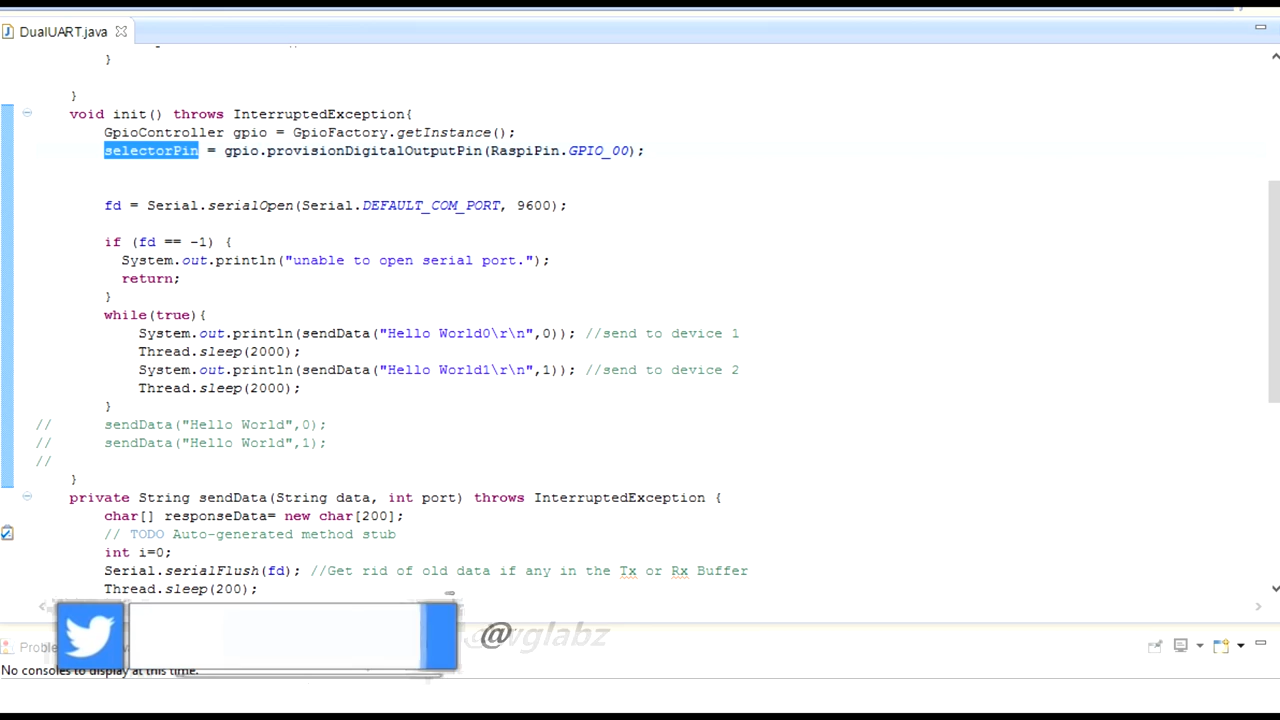 DualUART.java
}
}
void init() throws InterruptedException{
GpioController gpio = GpioFactory.getInstance();
selectorPin = gpio.provisionDigitalOutputPin(RaspiPin.GPIO_00);
fd = Serial.serialOpen(Serial.DEFAULT_COM_PORT, 9600);
if (fd == -1) {
System.out.println("unable to open serial port.");
return;
}
while(true){
System.out.println(sendData("Hello World0\r\n",0)); //send to device 1
Thread.sleep(2000);
System.out.println(sendData("Hello World1\r\n",1)); //send to device 2
Thread.sleep(2000);
}
// sendData("Hello World",0);
// sendData("Hello World",1);
//
}
private String sendData(String data, int port) throws InterruptedException {
char[] responseData= new char[200];
// TODO Auto-generated method stub
int i=0;
Serial.serialFlush(fd); //Get rid of old data if any in the Tx or Rx Buffer
Thread.sleep(200);
@vglabz
No consoles to display at this time.